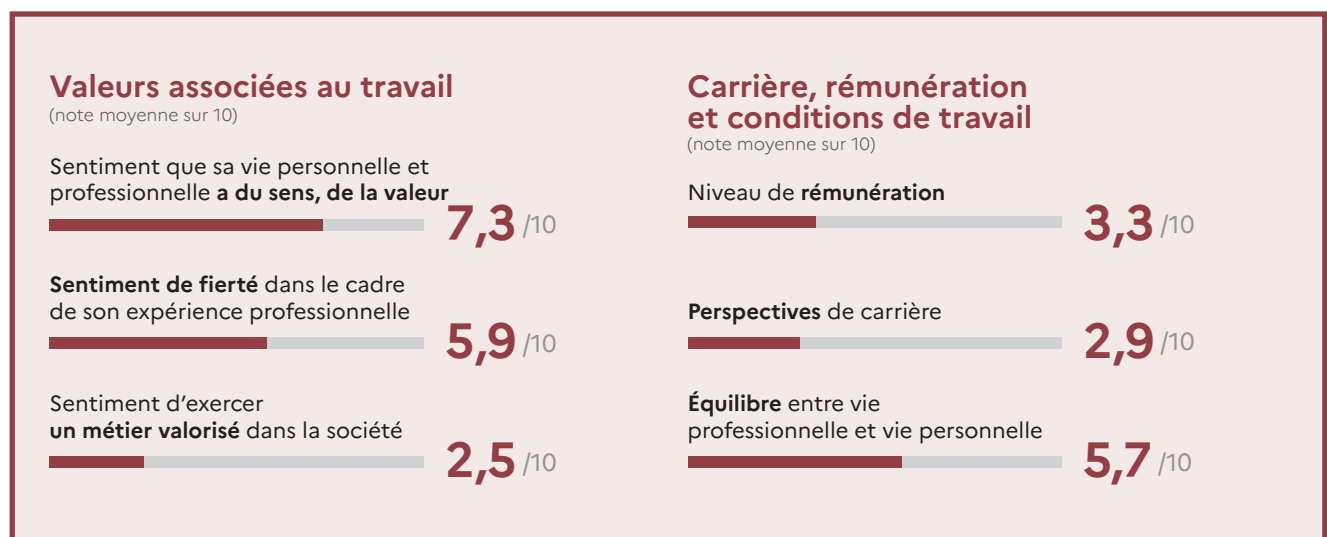 Valeurs associées au travail
(note moyenne sur 10)
Sentiment que sa vie personnelle et
professionnelle a du sens, de la valeur
7,3 /10
Sentiment de fierté dans le cadre
de son expérience professionnelle
5,9 /10
Sentiment d’exercer
un métier valorisé dans la société
2,5 /10
Carrière, rémunération
et conditions de travail
(note moyenne sur 10)
Niveau de rémunération
3,3 /10
Perspectives de carrière
2,9 /10
Équilibre entre vie
professionnelle et vie personnelle
5,7 /10